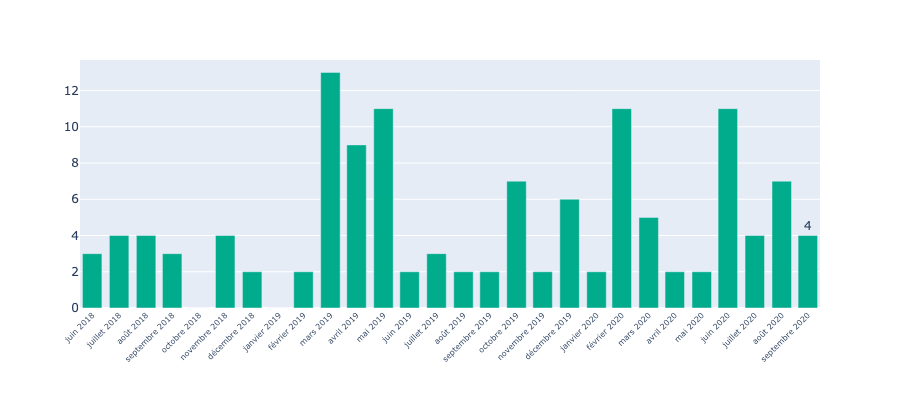 12
10
8
6
4
2
0
4
juin 2018
juillet 2018
août 2018
septembre 2018
octobre 2018
novembre 2018
décembre 2018
janvier 2019
février 2019
mars 2019
avril 2019
mai 2019
juin 2019
juillet 2019
août 2019
septembre 2019
octobre 2019
novembre 2019
décembre 2019
janvier 2020
février 2020
mars 2020
avril 2020
mai 2020
juin 2020
juillet 2020
août 2020
septembre 2020